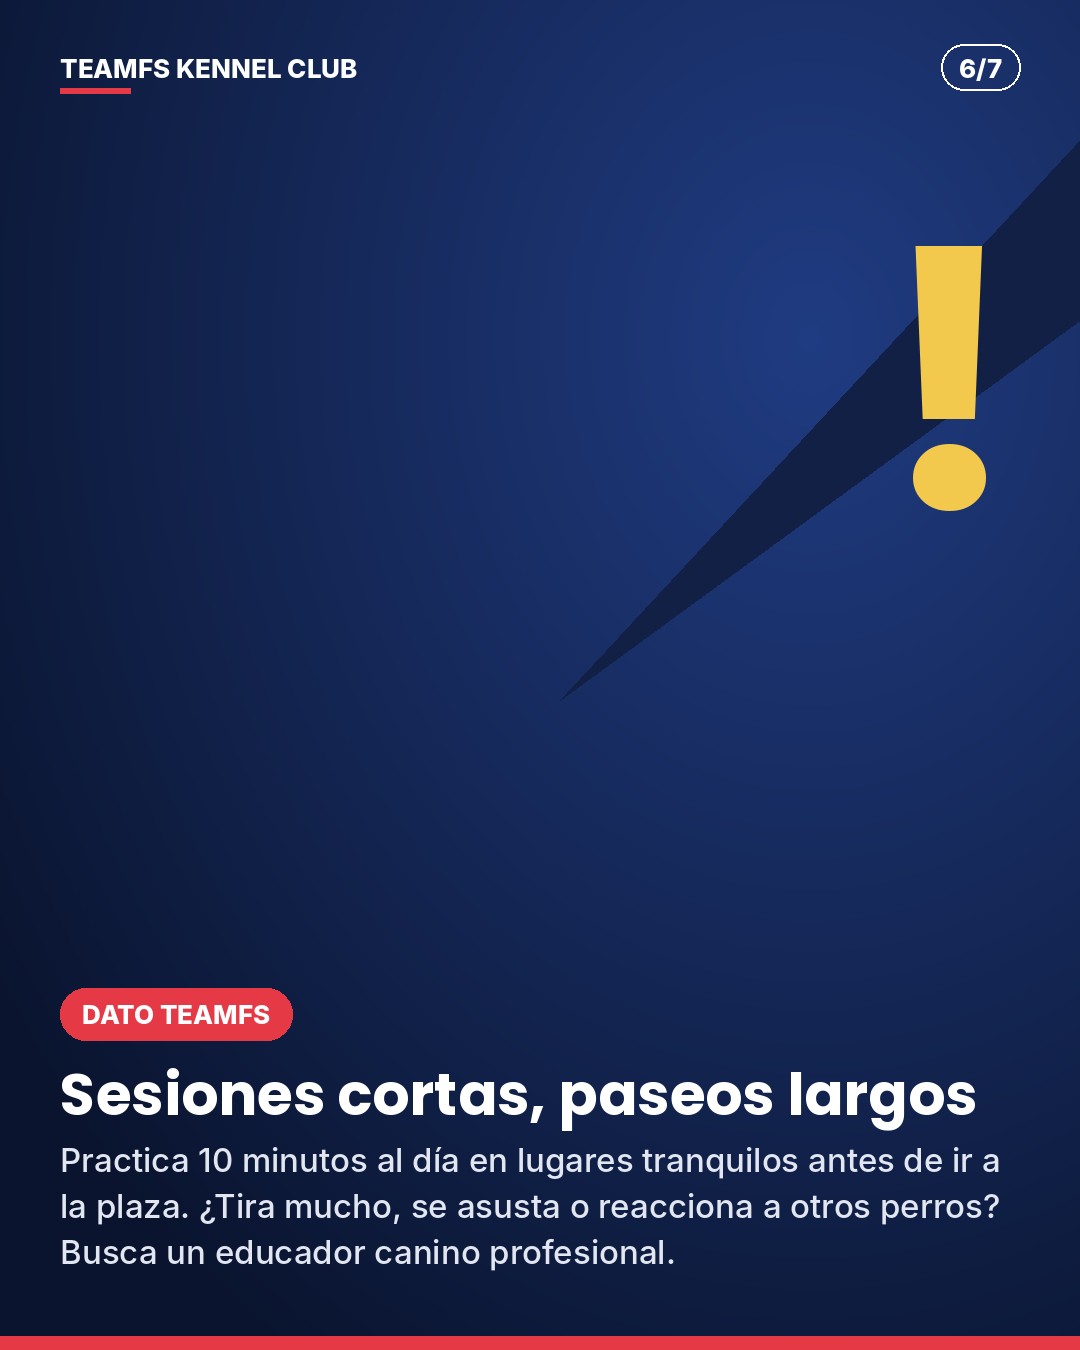 TEAMFS KENNEL CLUB
6/7
!
DATO TEAMFS
Sesiones cortas, paseos largos
Practica 10 minutos al día en lugares tranquilos antes de ir a
la plaza. ¿Tira mucho, se asusta o reacciona a otros perros?
Busca un educador canino profesional.